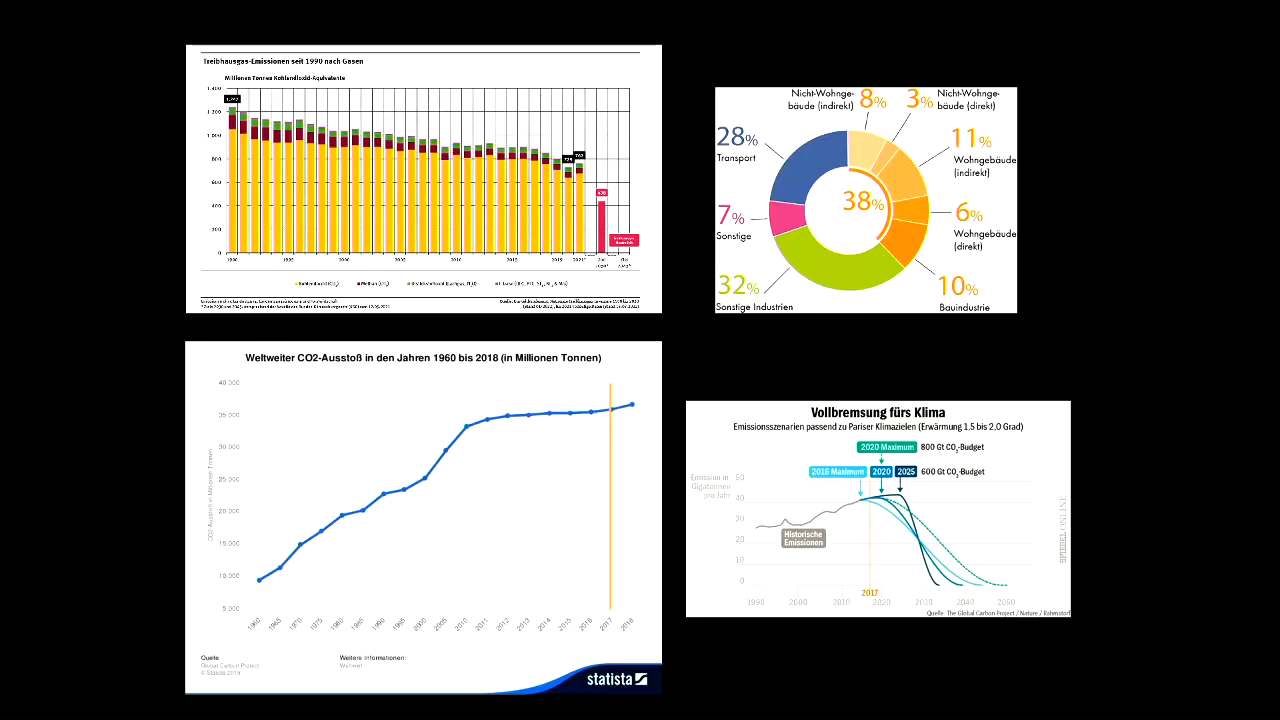 Treibhausgas-Emissionen seit 1990 nach Gasen
Millionen Tonnen Kohlendioxid-Äquivalente
1.400
1.200
1.000
800
600
400
200
0
1.242
729
762
438
1990
1995
2000
2005
2010
2015
2019
2021*
Nicht-Wohnge-
bäude (indirekt)
8%
3%
Nicht-Wohnge-
bäude (direkt)
28%
Transport
11%
Wohngebäude
(indirekt)
38%
7%
Sonstige
6%
Wohngebäude
(direkt)
32%
Sonstige Industrien
10%
Bauindustrie
Weltweiter CO2-Ausstoß in den Jahren 1960 bis 2018 (in Millionen Tonnen)
CO2-Ausstoß in Millionen Tonnen
40.000
35.000
30.000
25.000
20.000
15.000
10.000
5.000
1960
1965
1970
1975
1980
1985
1990
1995
2000
2005
2010
2011
2012
2013
2014
2015
2016
2017
2018
Quelle
Global Carbon Project
© Statista 2019
Weitere Informationen:
Weltweit
statista
Vollbremsung fürs Klima
Emissionsszenarien passend zu Pariser Klimazielen (Erwärmung 1,5 bis 2,0 Grad)
2020 Maximum 800 Gt CO2-Budget
2016 Maximum 2020 2025 600 Gt CO2-Budget
Emission in
Gigatonnen
pro Jahr
50
40
30
20
10
0
Historische
Emissionen
2017
1990 2000 2010 2020 2030 2040 2050
SPIEGEL ONLINE
Quelle: The Global Carbon Project / Nature / Rahmstorf